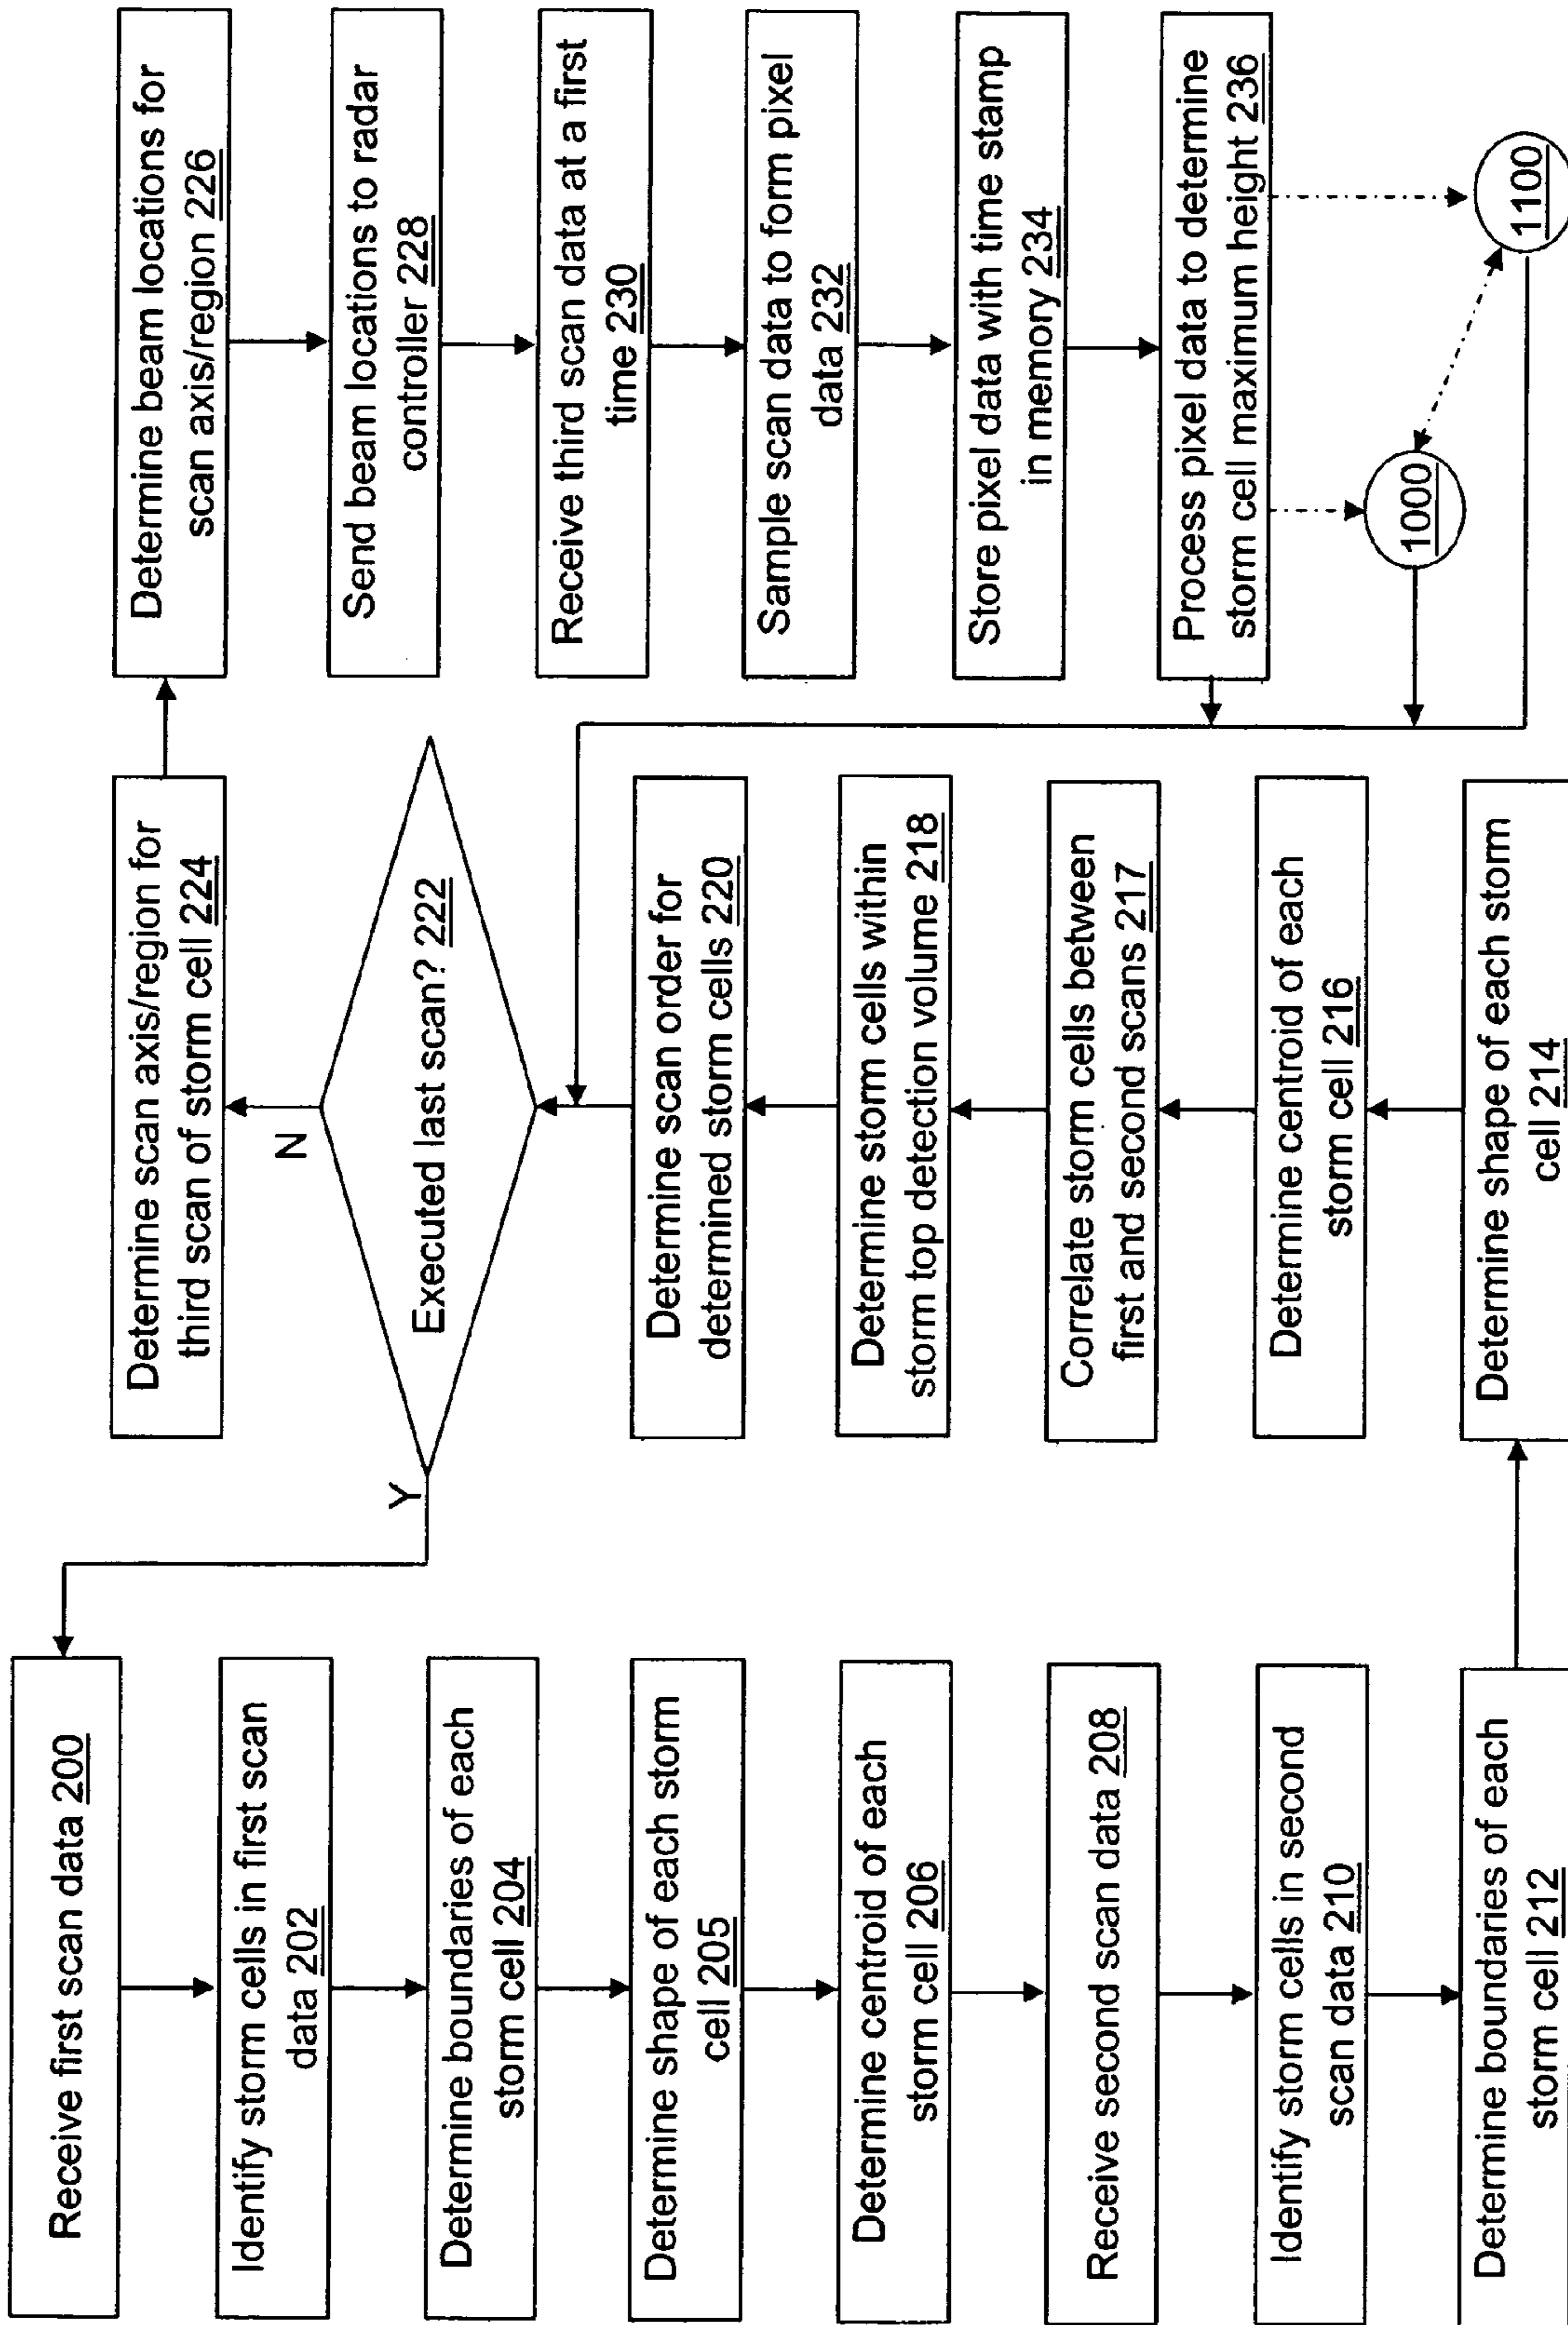 Receive first scan data 200
Identify storm cells in first scan
data 202
Determine boundaries of each
storm cell 204
Determine shape of each storm
cell 205
Determine centroid of each
storm cell 206
Receive second scan data 208
Identify storm cells in second
scan data 210
Determine boundaries of each
storm cell 212
Determine shape of each storm
cell 214
Determine centroid of each
storm cell 216
Correlate storm cells between
first and second scans 217
Determine storm cells within
storm top detection volume 218
Determine scan order for
determined storm cells 220
Executed last scan? 222
Y
N
Determine scan axis/region for
third scan of storm cell 224
Determine beam locations for
scan axis/region 226
Send beam locations to radar
controller 228
Receive third scan data at a first
time 230
Sample scan data to form pixel
data 232
Store pixel data with time stamp
in memory 234
Process pixel data to determine
storm cell maximum height 236
1000
1100